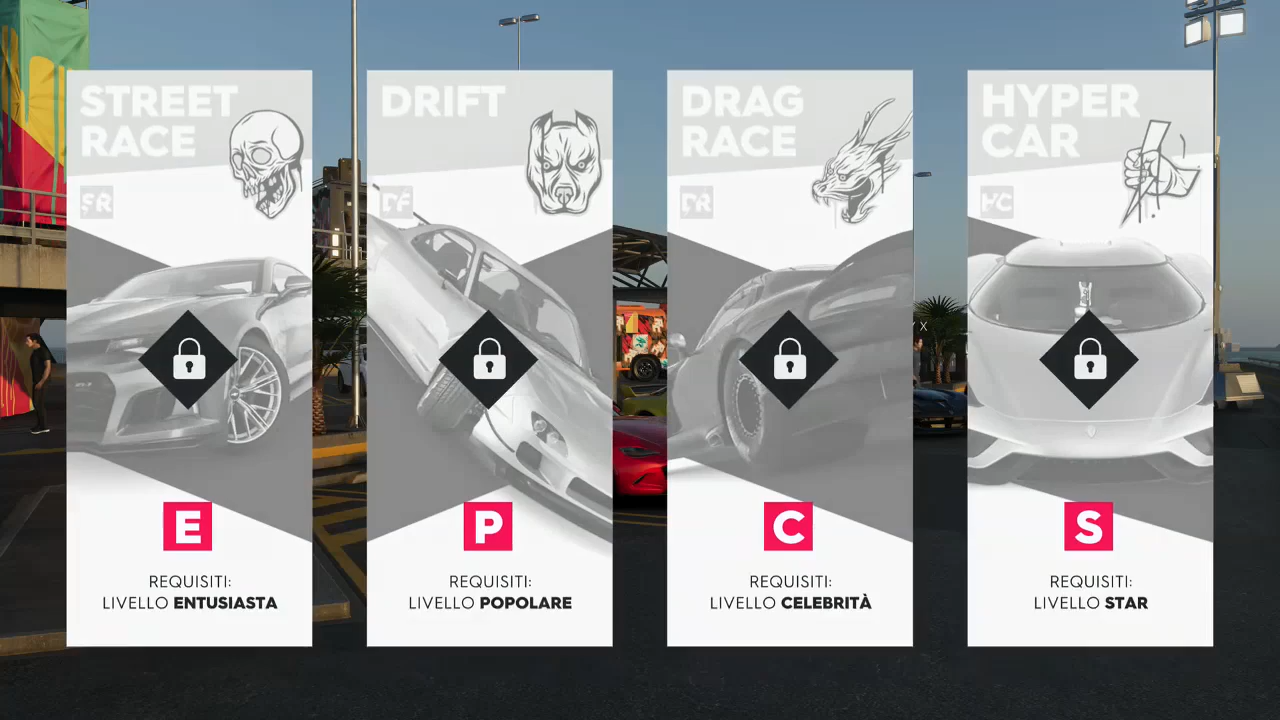 STREET
RACE
SR
E
REQUISITI:
LIVELLO ENTUSIASTA
DRIFT
DF
P
REQUISITI:
LIVELLO POPOLARE
DRAG
RACE
DR
C
REQUISITI:
LIVELLO CELEBRITÀ
HYPER
CAR
HC
S
REQUISITI:
LIVELLO STAR
X